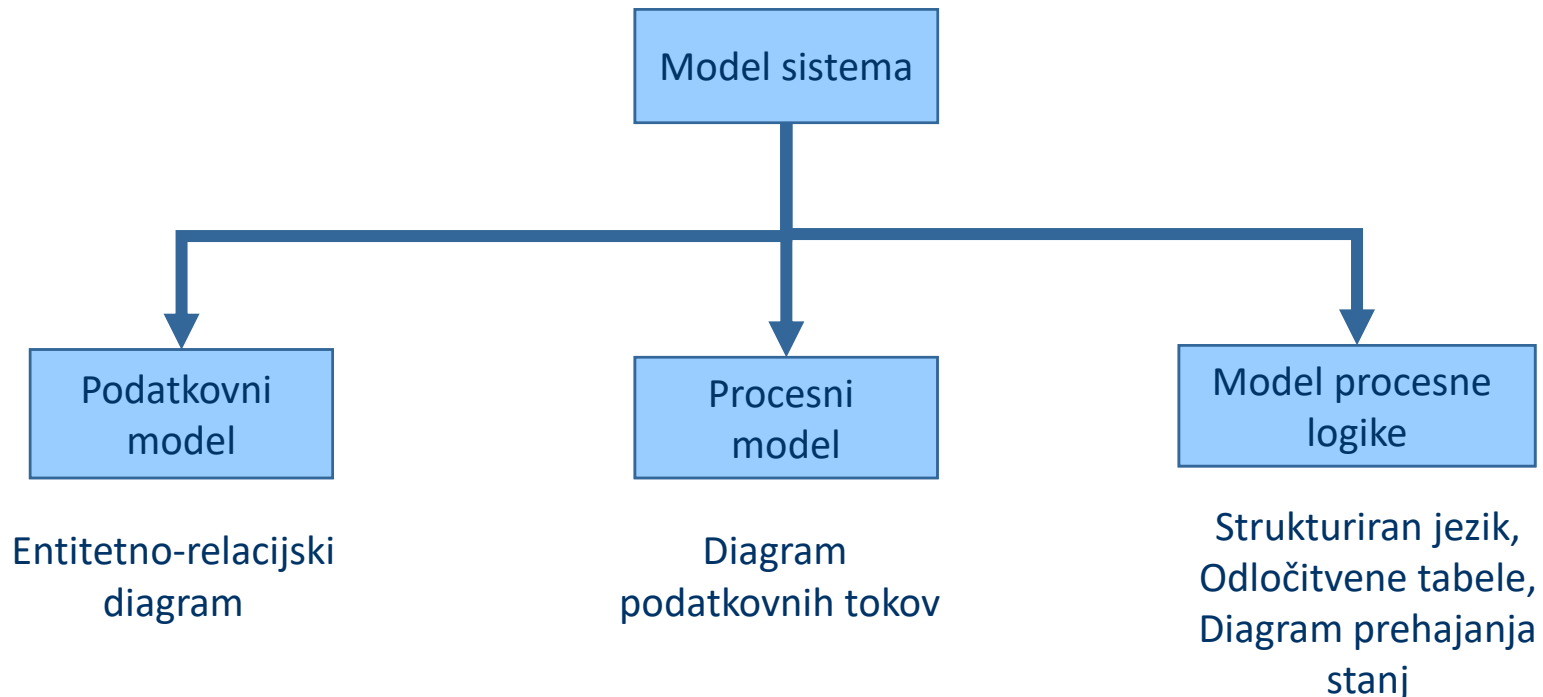 Model sistema
Podatkovni
model
Procesni
model
Model procesne
logike
Entitetno-relacijski
diagram
Diagram
podatkovnih tokov
Strukturiran jezik,
Odločitvene tabele,
Diagram prehajanja
stanj